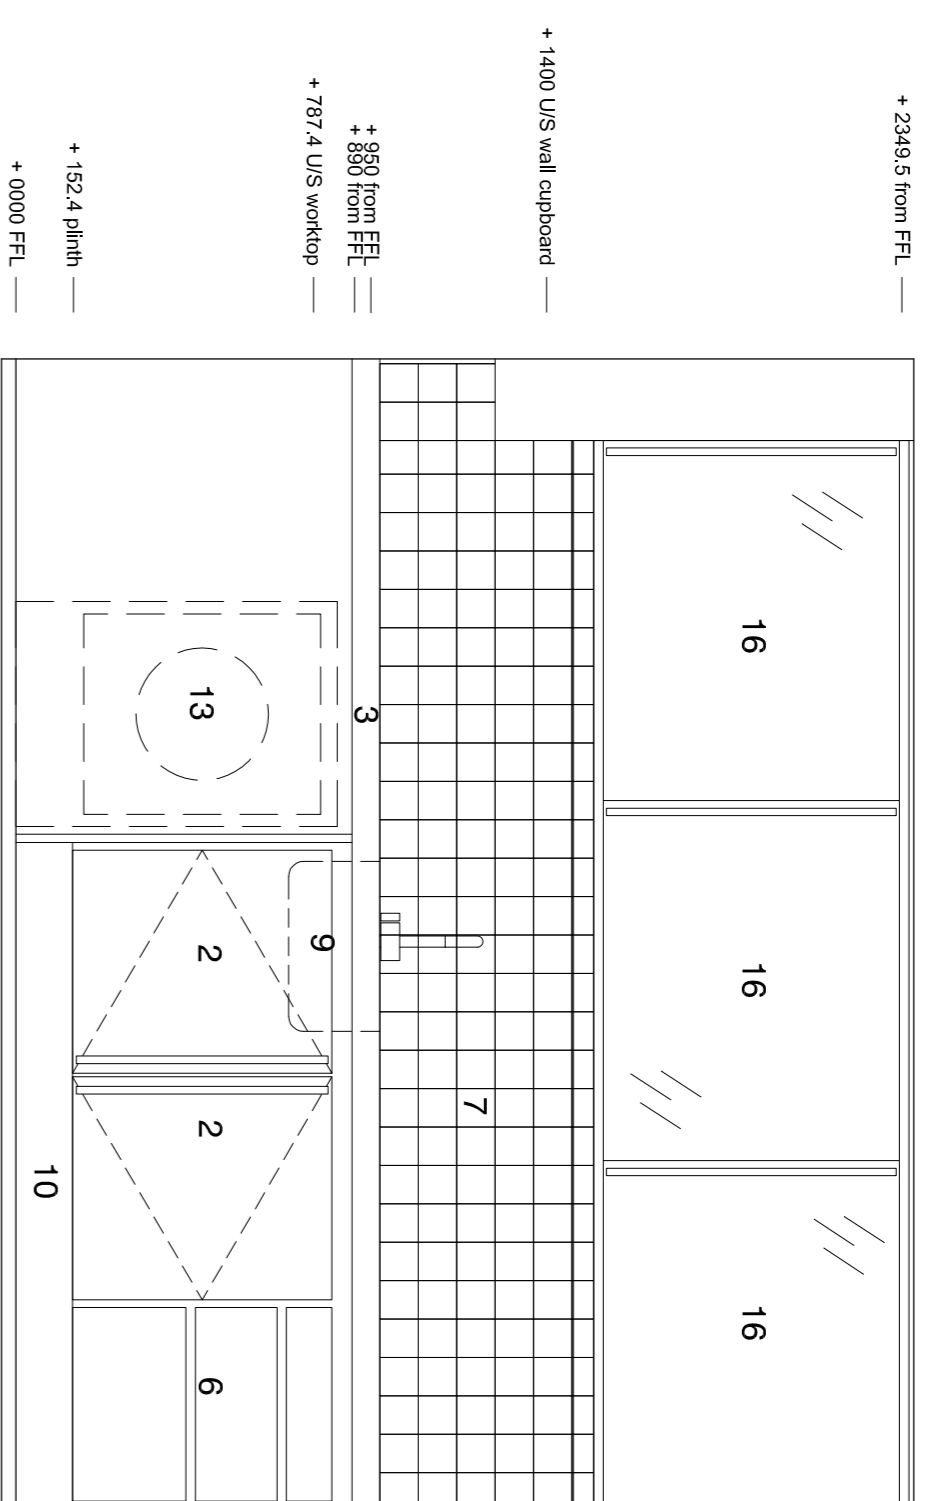 + 2349.5 from FFL
+ 1400 U/S wall cupboard
+ 950 from FFL
+ 890 from FFL
+ 787.4 U/S worktop
+ 152.4 plinth
+ 0000 FFL
16
16
16
7
3
9
13
2
2
6
10